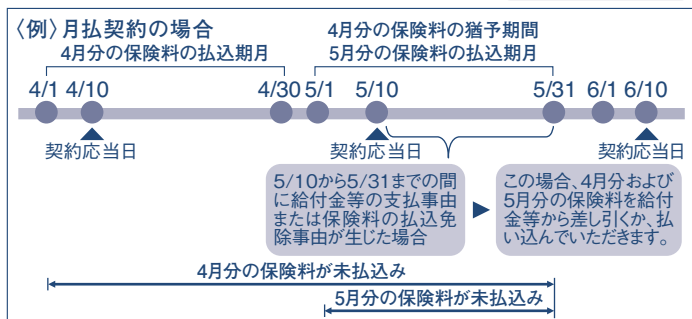 〈例〉月払契約の場合
4月分の保険料の払込期月
4月分の保険料の猶予期間
5月分の保険料の払込期月
4/1 4/10 4/30 5/1 5/10 5/31 6/1 6/10
契約応当日 契約応当日 契約応当日
5/10から5/31までの間
に給付金等の支払事由
または保険料の払込免
除事由が生じた場合
この場合、4月分および
5月分の保険料を給付
金等から差し引くか、払
い込んでいただきます。
4月分の保険料が未払込み
5月分の保険料が未払込み